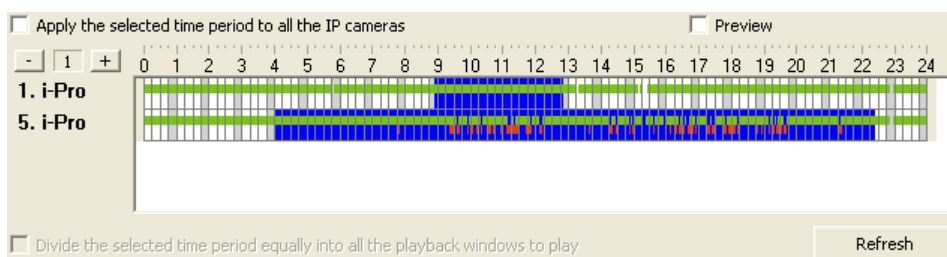 Apply the selected time period to all the IP cameras Preview
- 1 + 0 1 2 3 4 5 6 7 8 9 10 11 12 13 14 15 16 17 18 19 20 21 22 23 24
1. i-Pro
5. i-Pro
Divide the selected time period equally into all the playback windows to play Refresh